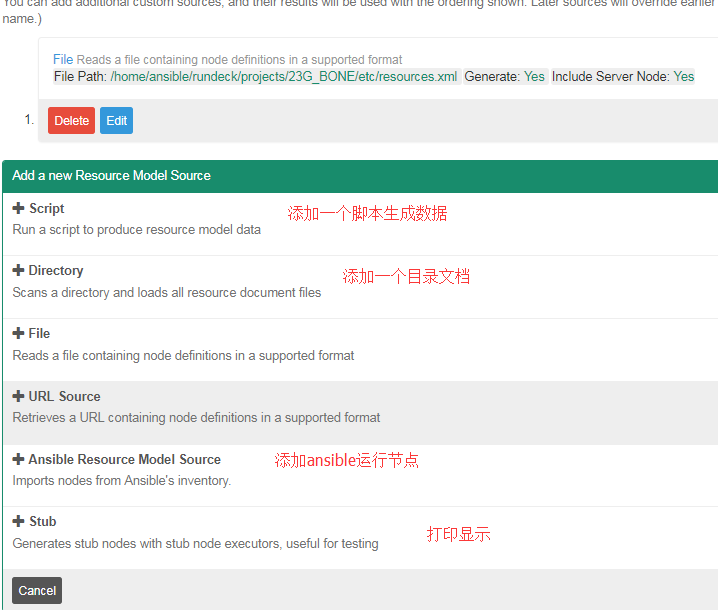 You can add additional custom sources, and their results will be used with the ordering shown. Later sources will override earlier
name.)
File Reads a file containing node definitions in a supported format
File Path: /home/ansible/rundeck/projects/23G_BONE/etc/resources.xml Generate: Yes Include Server Node: Yes
1. Delete Edit
Add a new Resource Model Source
Script 添加一个脚本生成数据
Run a script to produce resource model data
Directory 添加一个目录文档
Scans a directory and loads all resource document files
File
Reads a file containing node definitions in a supported format
URL Source
Retrieves a URL containing node definitions in a supported format
Ansible Resource Model Source 添加ansible运行节点
Imports nodes from Ansible's inventory.
Stub 打印显示
Generates stub nodes with stub node executors, useful for testing
Cancel